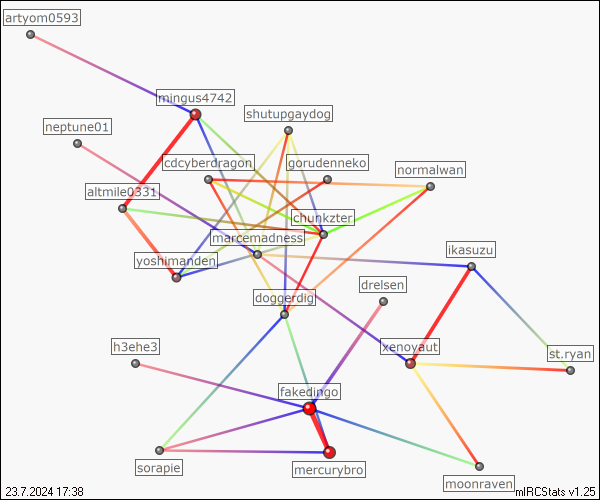 artyom0593
mingus4742
shutupgaydog
neptune01
cdcyberdragon
gorudenneko
normalwan
altmile0331
chunkzter
marcemadness
yoshimanden
ikasuzu
drelsen
doggerdig
h3ehe3
xenoyaut
st.ryan
fakedingo
sorapie
mercurybro
moonraven
23.7.2024 17:38
mIRCStats v1.25